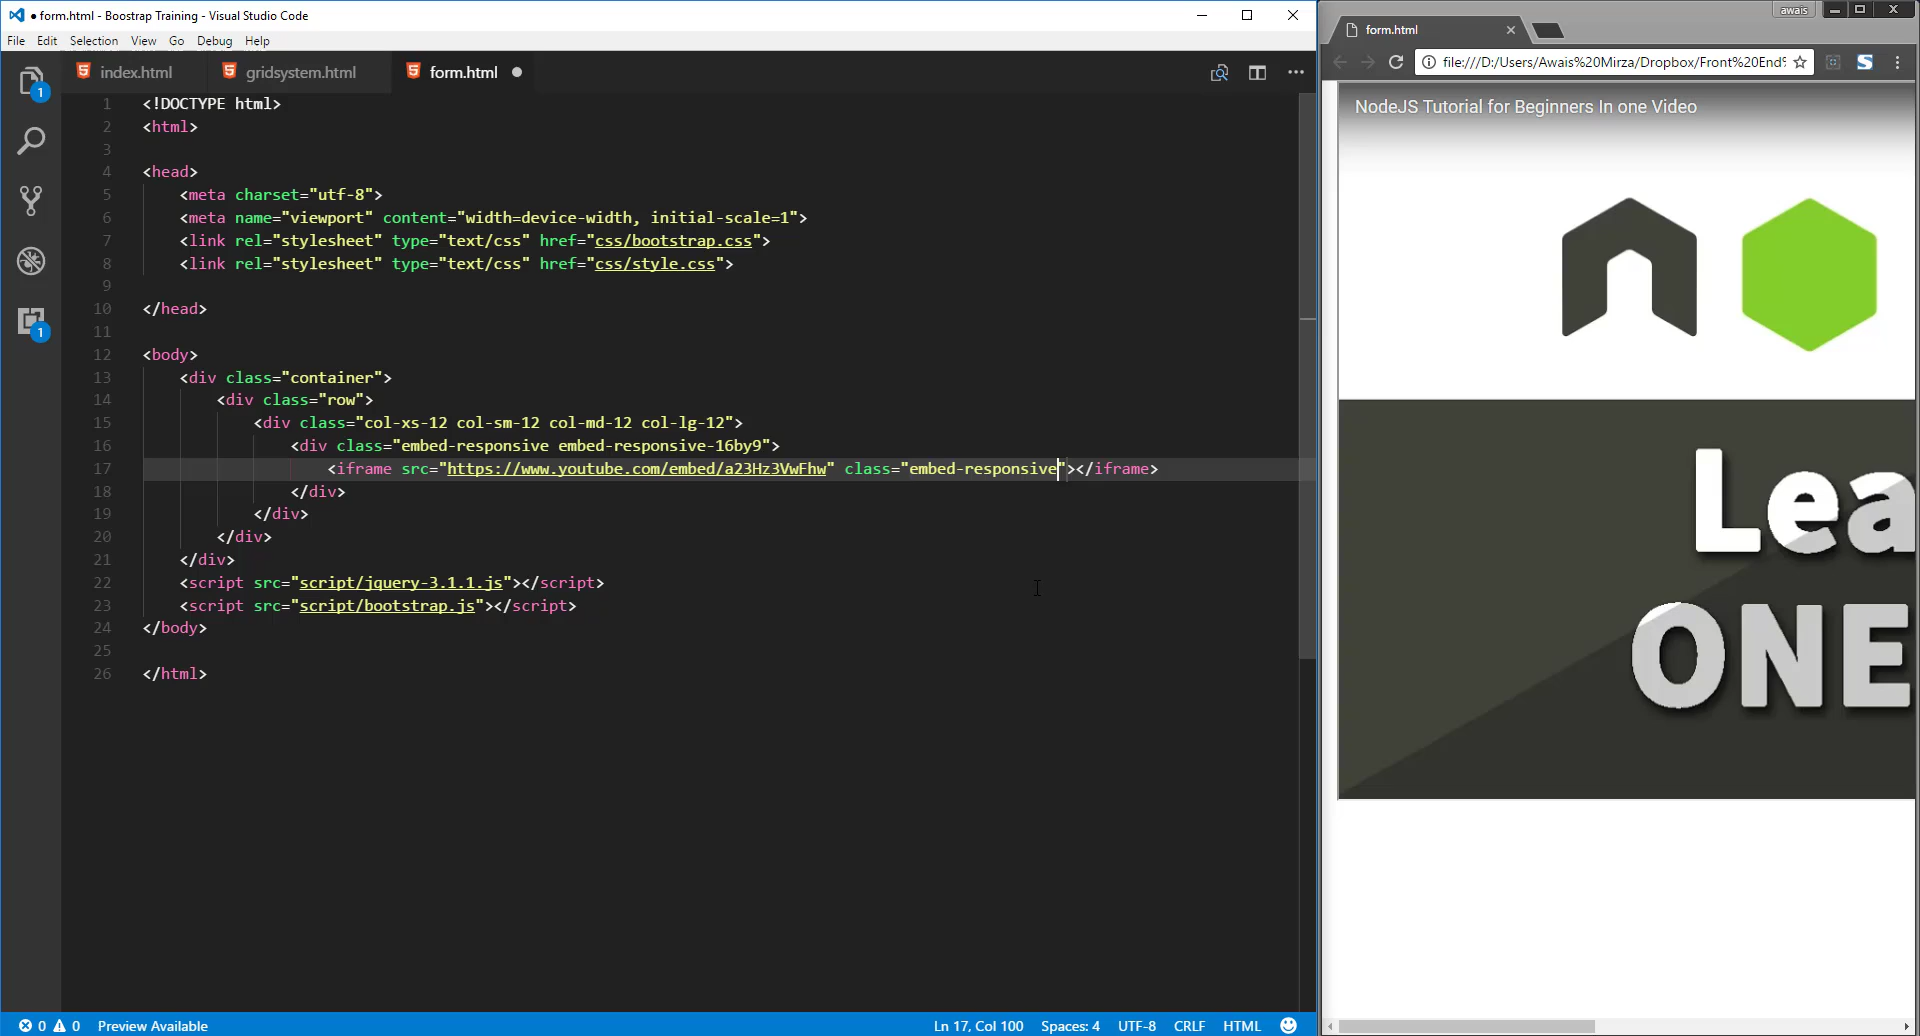 form.html - Boostrap Training - Visual Studio Code
File Edit Selection View Go Debug Help
index.html gridsystem.html form.html
1 <!DOCTYPE html>
2 <html>
3
4 <head>
5 <meta charset="utf-8">
6 <meta name="viewport" content="width=device-width, initial-scale=1">
7 <link rel="stylesheet" type="text/css" href="css/bootstrap.css">
8 <link rel="stylesheet" type="text/css" href="css/style.css">
9
10 </head>
11
12 <body>
13 <div class="container">
14 <div class="row">
15 <div class="col-xs-12 col-sm-12 col-md-12 col-lg-12">
16 <div class="embed-responsive embed-responsive-16by9">
17 <iframe src="https://www.youtube.com/embed/a23Hz3VwFhw" class="embed-responsive"></iframe>
18 </div>
19 </div>
20 </div>
21 </div>
22 <script src="script/jquery-3.1.1.js"></script>
23 <script src="script/bootstrap.js"></script>
24 </body>
25
26 </html>
1
1
0 0 Preview Available
Ln 17, Col 100 Spaces: 4 UTF-8 CRLF HTML
awais
form.html
file:///D:/Users/Awais%20Mirza/Dropbox/Front%20End%
NodeJS Tutorial for Beginners In one Video
Lea
ONE